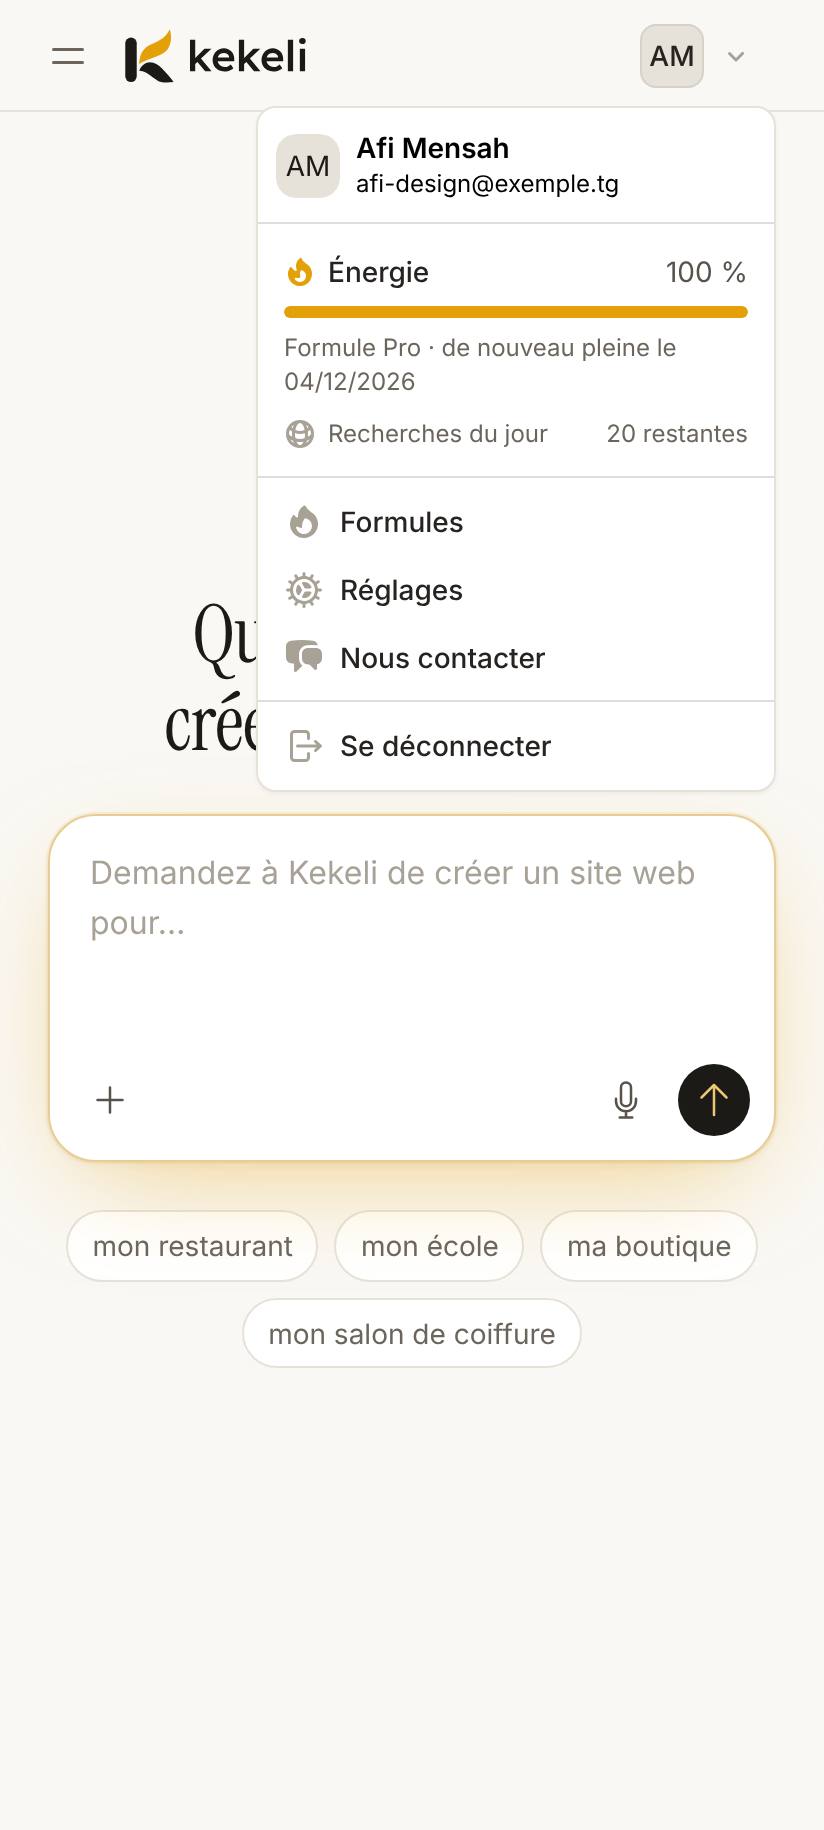 kekeli
AM
AM
Afi Mensah
afi-design@exemple.tg
Énergie 100 %
Formule Pro · de nouveau pleine le
04/12/2026
Recherches du jour 20 restantes
Formules
Réglages
Nous contacter
Se déconnecter
Demandez à Kekeli de créer un site web
pour...
mon restaurant
mon école
ma boutique
mon salon de coiffure